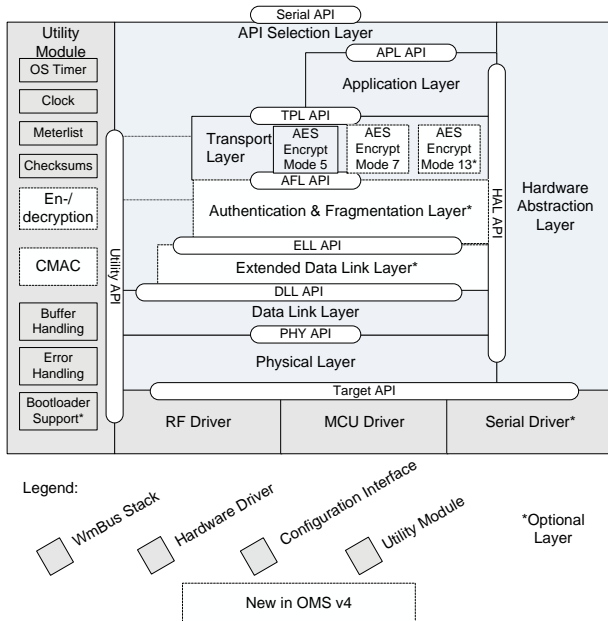 Serial API
Utility
Module
API Selection Layer
APL API
OS Timer
Application Layer
Clock
TPL API
Meterlist
Transport
Layer
AES
Encrypt
Mode 5
AES
Encrypt
Mode 7
AES
Encrypt
Mode 13*
Checksums
AFL API
En-/
decryption
Authentication & Fragmentation Layer*
HAL API
Hardware
Abstraction
Layer
ELL API
CMAC
Utility API
Extended Data Link Layer*
DLL API
Buffer
Handling
Data Link Layer
PHY API
Error
Handling
Physical Layer
Target API
Bootloader
Support*
RF Driver
MCU Driver
Serial Driver*
Legend:
WmBus Stack
Hardware Driver
Configuration Interface
Utility Module
*Optional
Layer
New in OMS v4